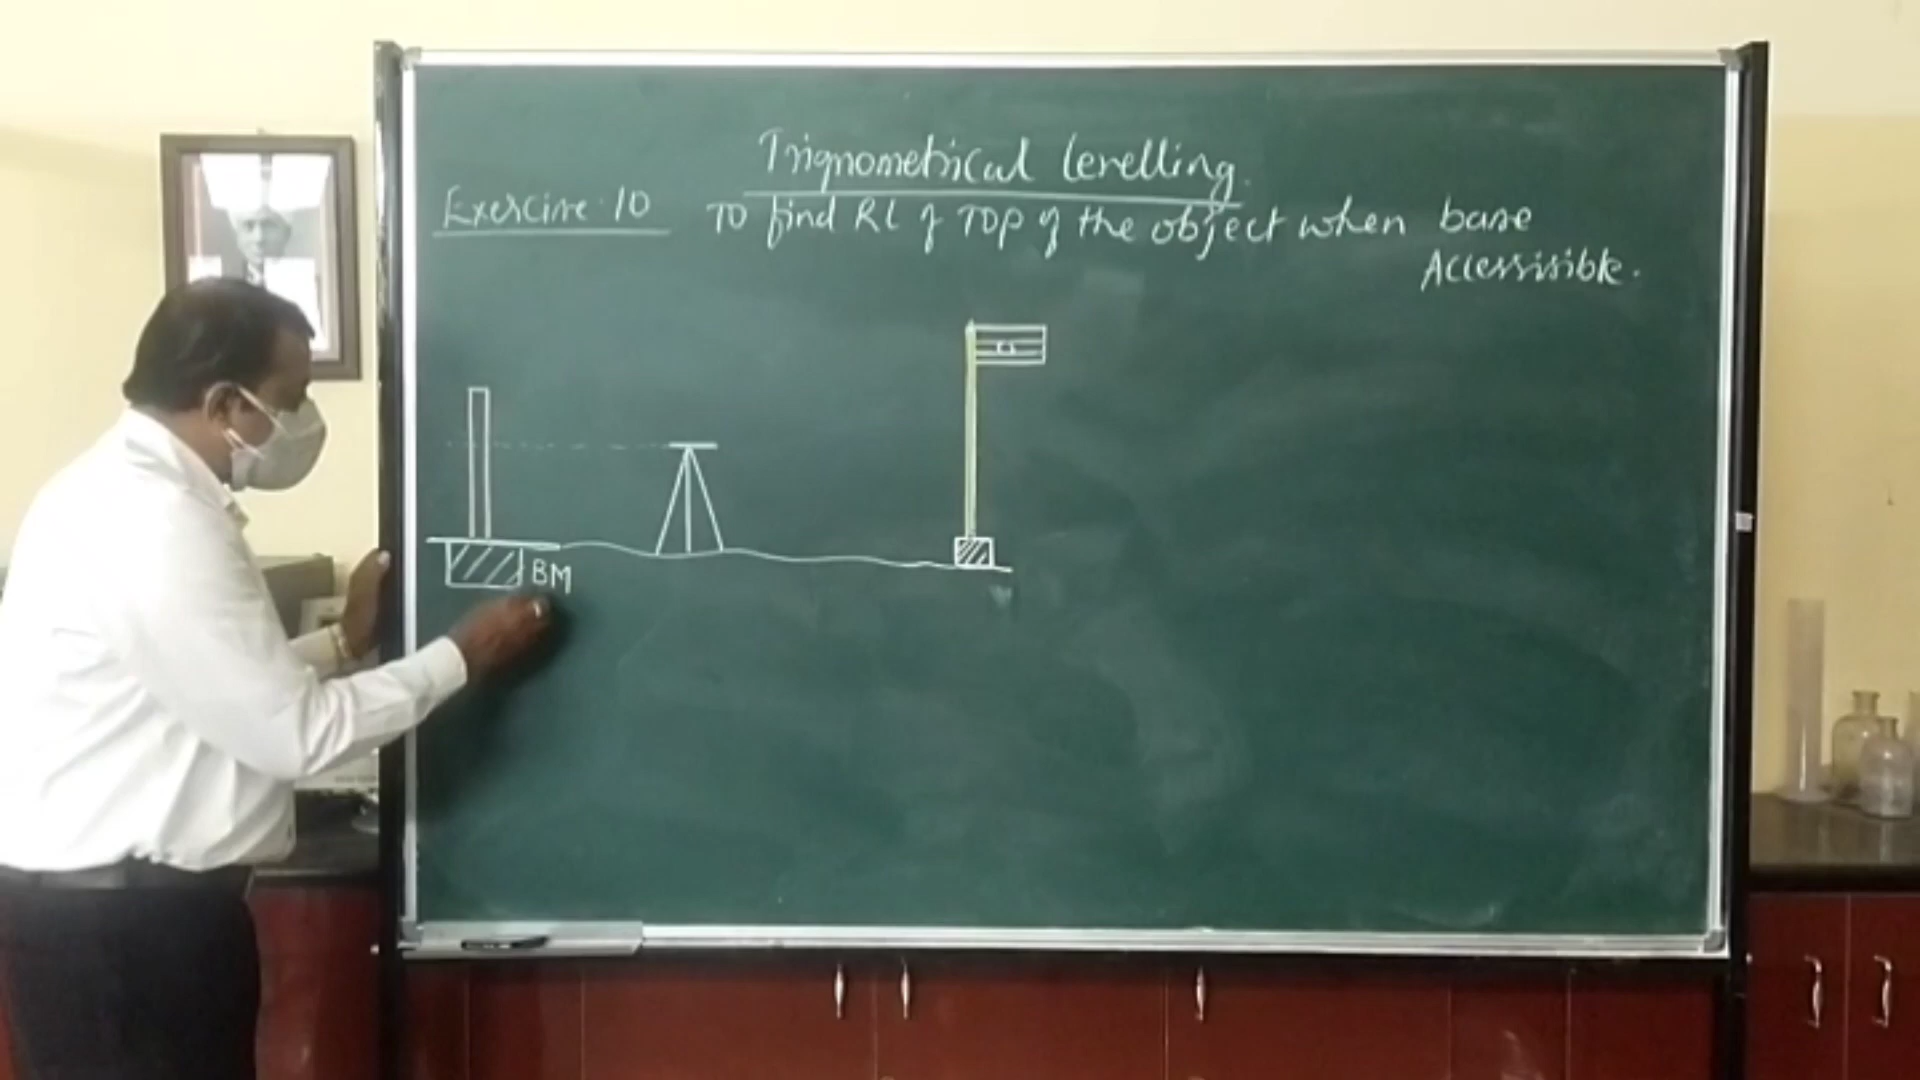 Trignometrical levelling.
Exercise 10 To find RL of TOP of the object when base
Accessisible.
BM